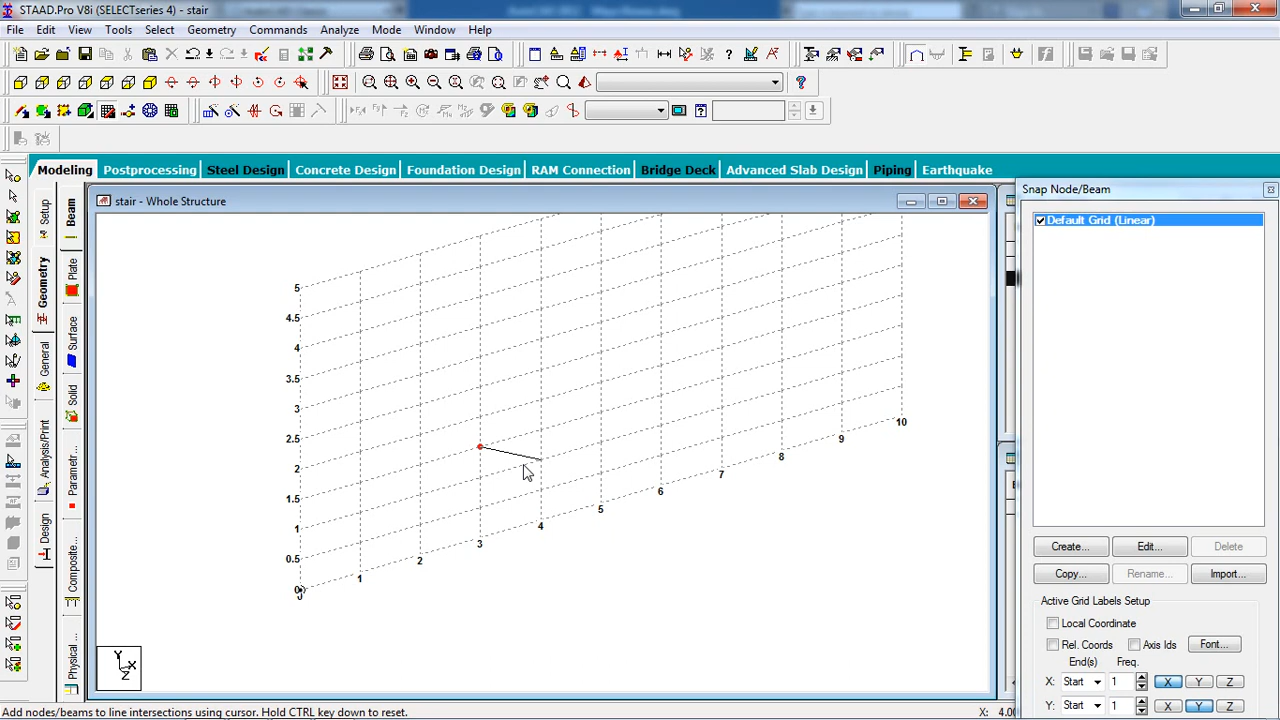 STAAD.Pro V8i (SELECTseries 4) - stair
File Edit View Tools Select Geometry Commands Analyze Mode Window Help
Modeling Postprocessing Steel Design Concrete Design Foundation Design RAM Connection Bridge Deck Advanced Slab Design Piping Earthquake
Setup
Geometry
General
Analysis/Print
Design
Beam
Plate
Surface
Solid
Parametr...
Composite...
Physical ...
stair - Whole Structure
5
4.5
4
3.5
3
2.5
2
1.5
1
0.5
0
1
2
3
4
5
6
7
8
9
10
Y
X
Z
Snap Node/Beam
Default Grid (Linear)
Create... Edit... Delete
Copy... Rename... Import...
Active Grid Labels Setup
Local Coordinate
Rel. Coords Axis Ids Font...
End(s) Freq.
X: Start 1 X Y Z
Y: Start 1 X Y Z
Add nodes/beams to line intersections using cursor. Hold CTRL key down to reset.